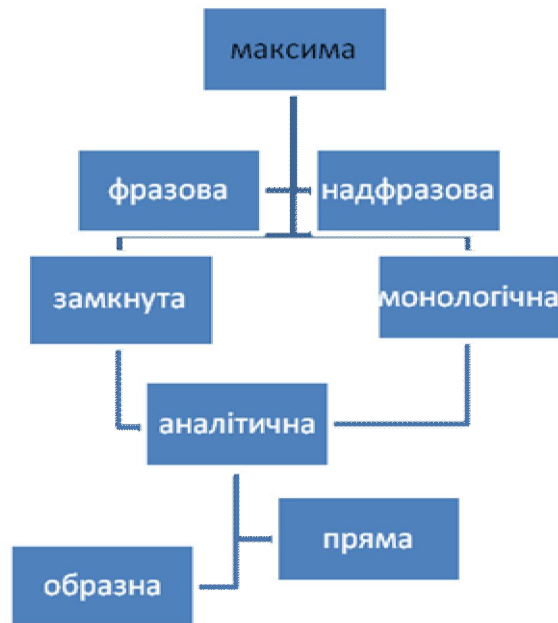 максима
фразова
надфразова
замкнута
монологічна
аналітична
пряма
образна